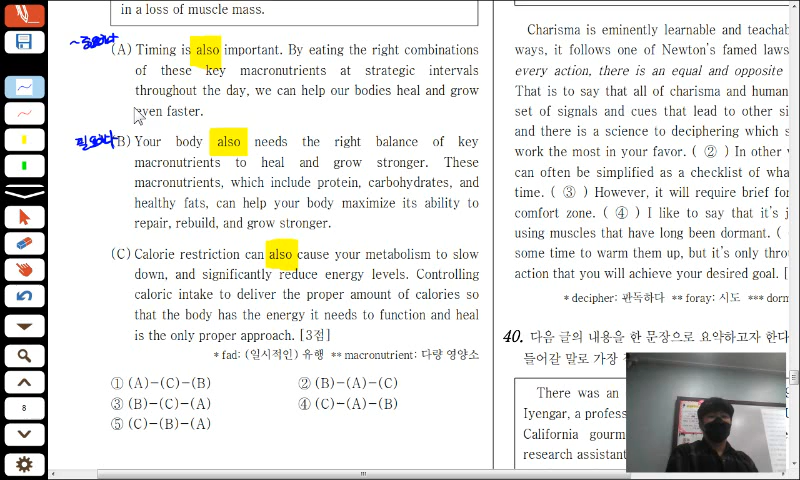 in a loss of muscle mass.
~중요하다
(A) Timing is also important. By eating the right combinations
of these key macronutrients at strategic intervals
throughout the day, we can help our bodies heal and grow
even faster.
필요하다
(B) Your body also needs the right balance of key
macronutrients to heal and grow stronger. These
macronutrients, which include protein, carbohydrates, and
healthy fats, can help your body maximize its ability to
repair, rebuild, and grow stronger.
(C) Calorie restriction can also cause your metabolism to slow
down, and significantly reduce energy levels. Controlling
caloric intake to deliver the proper amount of calories so
that the body has the energy it needs to function and heal
is the only proper approach. [3점]
* fad: (일시적인) 유행 ** macronutrient: 다량 영양소
① (A)-(C)-(B) ② (B)-(A)-(C)
③ (B)-(C)-(A) ④ (C)-(A)-(B)
⑤ (C)-(B)-(A)
Charisma is eminently learnable and teachab
ways, it follows one of Newton's famed laws
every action, there is an equal and opposite
That is to say that all of charisma and human
set of signals and cues that lead to other si
and there is a science to deciphering which s
work the most in your favor. ( ② ) In other
can often be simplified as a checklist of wha
time. ( ③ ) However, it will require brief for
comfort zone. ( ④ ) I like to say that it's j
using muscles that have long been dormant. (
some time to warm them up, but it's only thro
action that you will achieve your desired goal. [
* decipher: 판독하다 ** foray: 시도 *** dorm
40. 다음 글의 내용을 한 문장으로 요약하고자 한다
들어갈 말로 가장
There was an
Iyengar, a profess
California gourm
research assistant
8